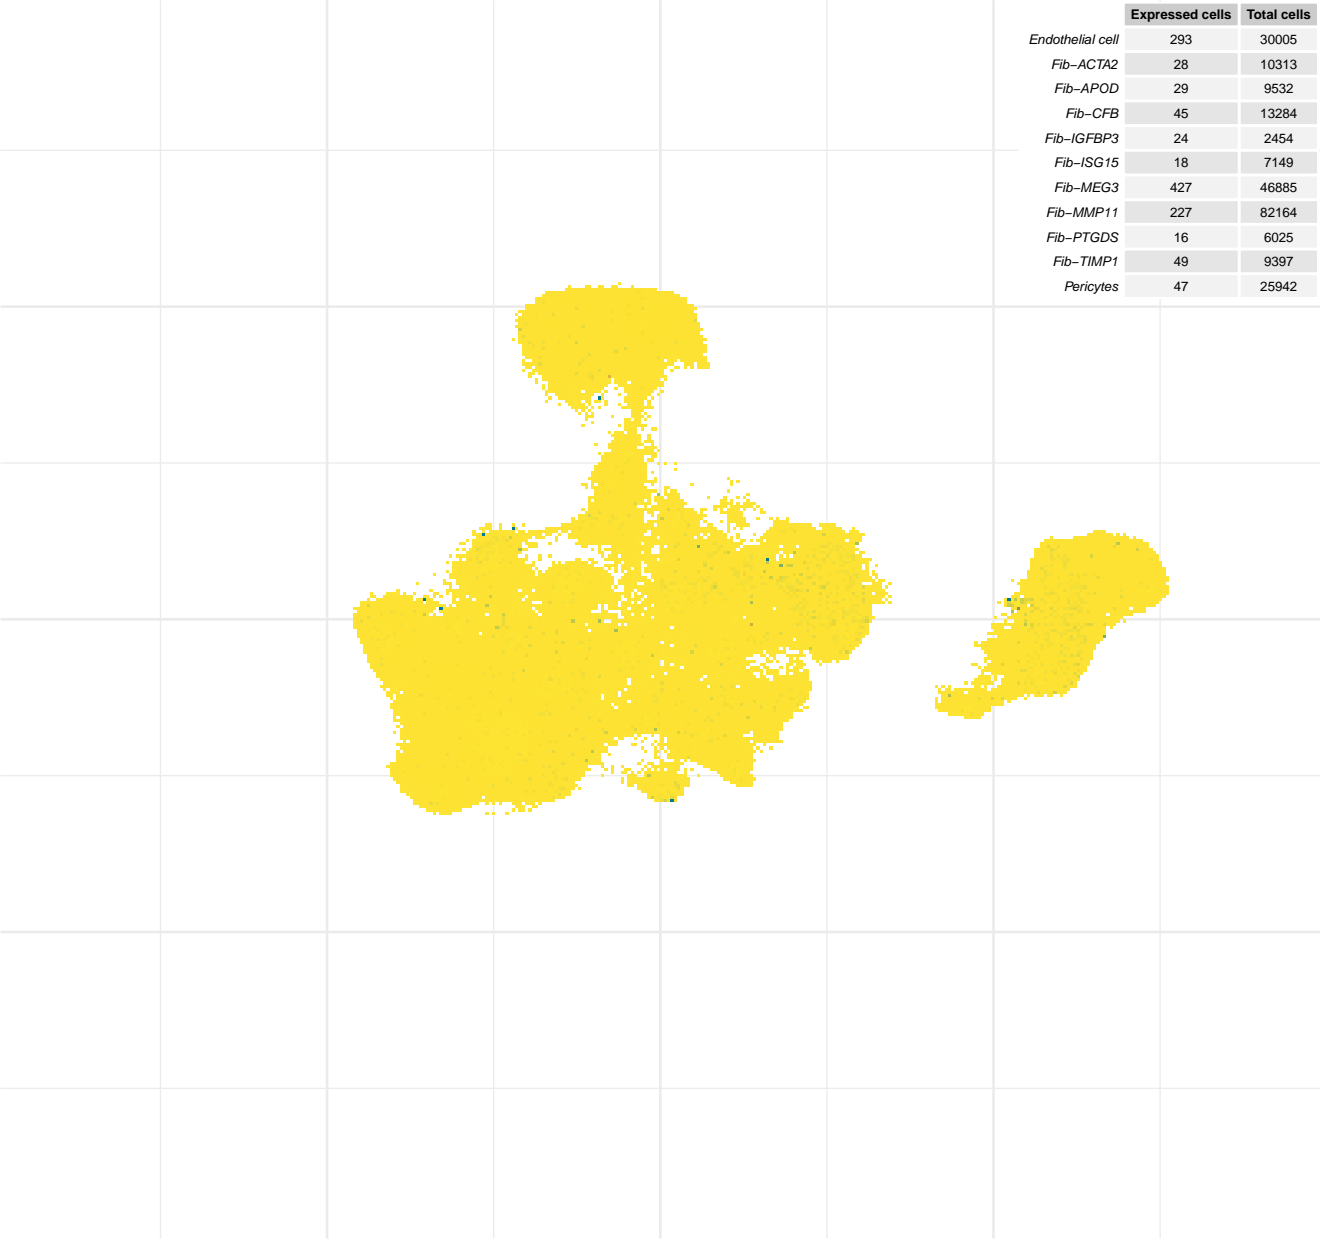 Expressed cells Total cells
Endothelial cell 293 30005
Fib−ACTA2 28 10313
Fib−APOD 29 9532
Fib−CFB 45 13284
Fib−IGFBP3 24 2454
Fib−ISG15 18 7149
Fib−MEG3 427 46885
Fib−MMP11 227 82164
Fib−PTGDS 16 6025
Fib−TIMP1 49 9397
Pericytes 47 25942